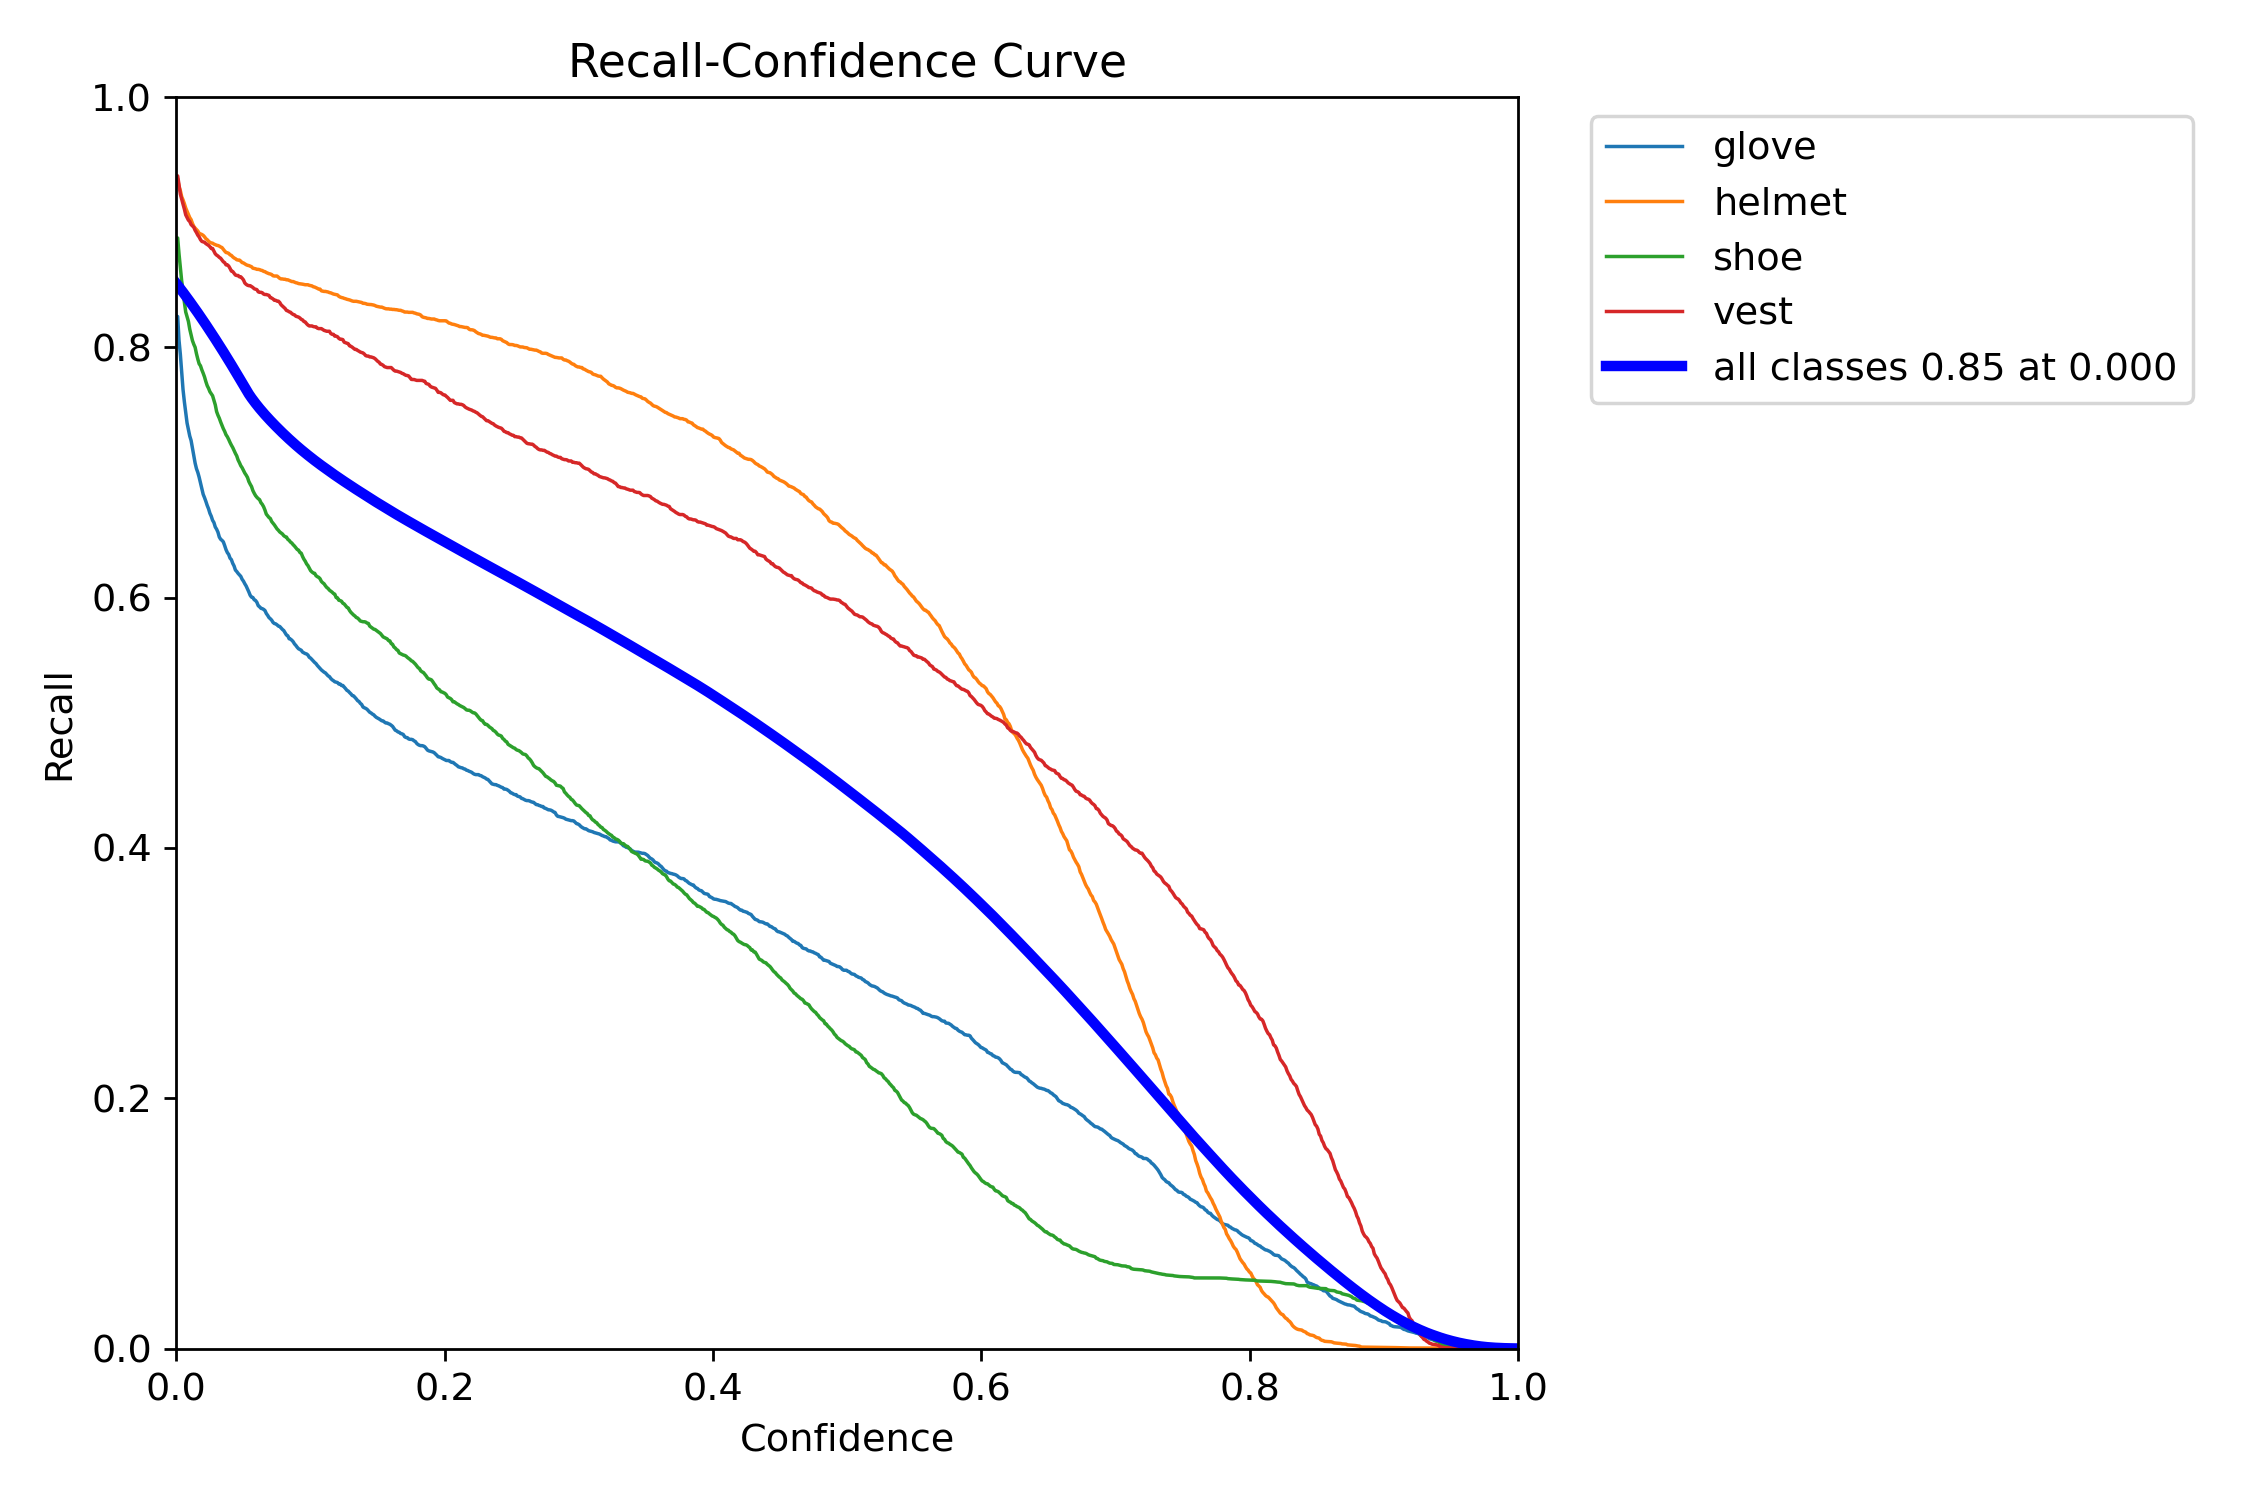 Recall-Confidence Curve
1.0
0.8
0.6
0.4
0.2
0.0
Recall
0.0 0.2 0.4 0.6 0.8 1.0
Confidence
glove
helmet
shoe
vest
all classes 0.85 at 0.000